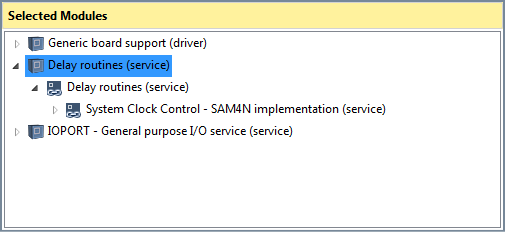 Selected Modules
Generic board support (driver)
Delay routines (service)
Delay routines (service)
System Clock Control - SAM4N implementation (service)
IOPORT - General purpose I/O service (service)